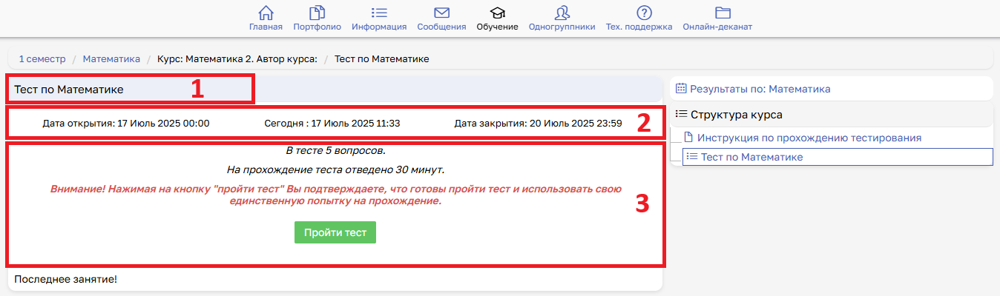 Главная Портфолио Информация Сообщения Обучение Одногруппники Тех. поддержка Онлайн-деканат
1 семестр / Математика / Курс: Математика 2. Автор курса: / Тест по Математике
Тест по Математике 1
Дата открытия: 17 Июль 2025 00:00 Сегодня : 17 Июль 2025 11:33 Дата закрытия: 20 Июль 2025 23:59 2
В тесте 5 вопросов.
На прохождение теста отведено 30 минут.
Внимание! Нажимая на кнопку "пройти тест" Вы подтверждаете, что готовы пройти тест и использовать свою
единственную попытку на прохождение.
3
Пройти тест
Последнее занятие!
Результаты по: Математика
Структура курса
Инструкция по прохождению тестирования
Тест по Математике